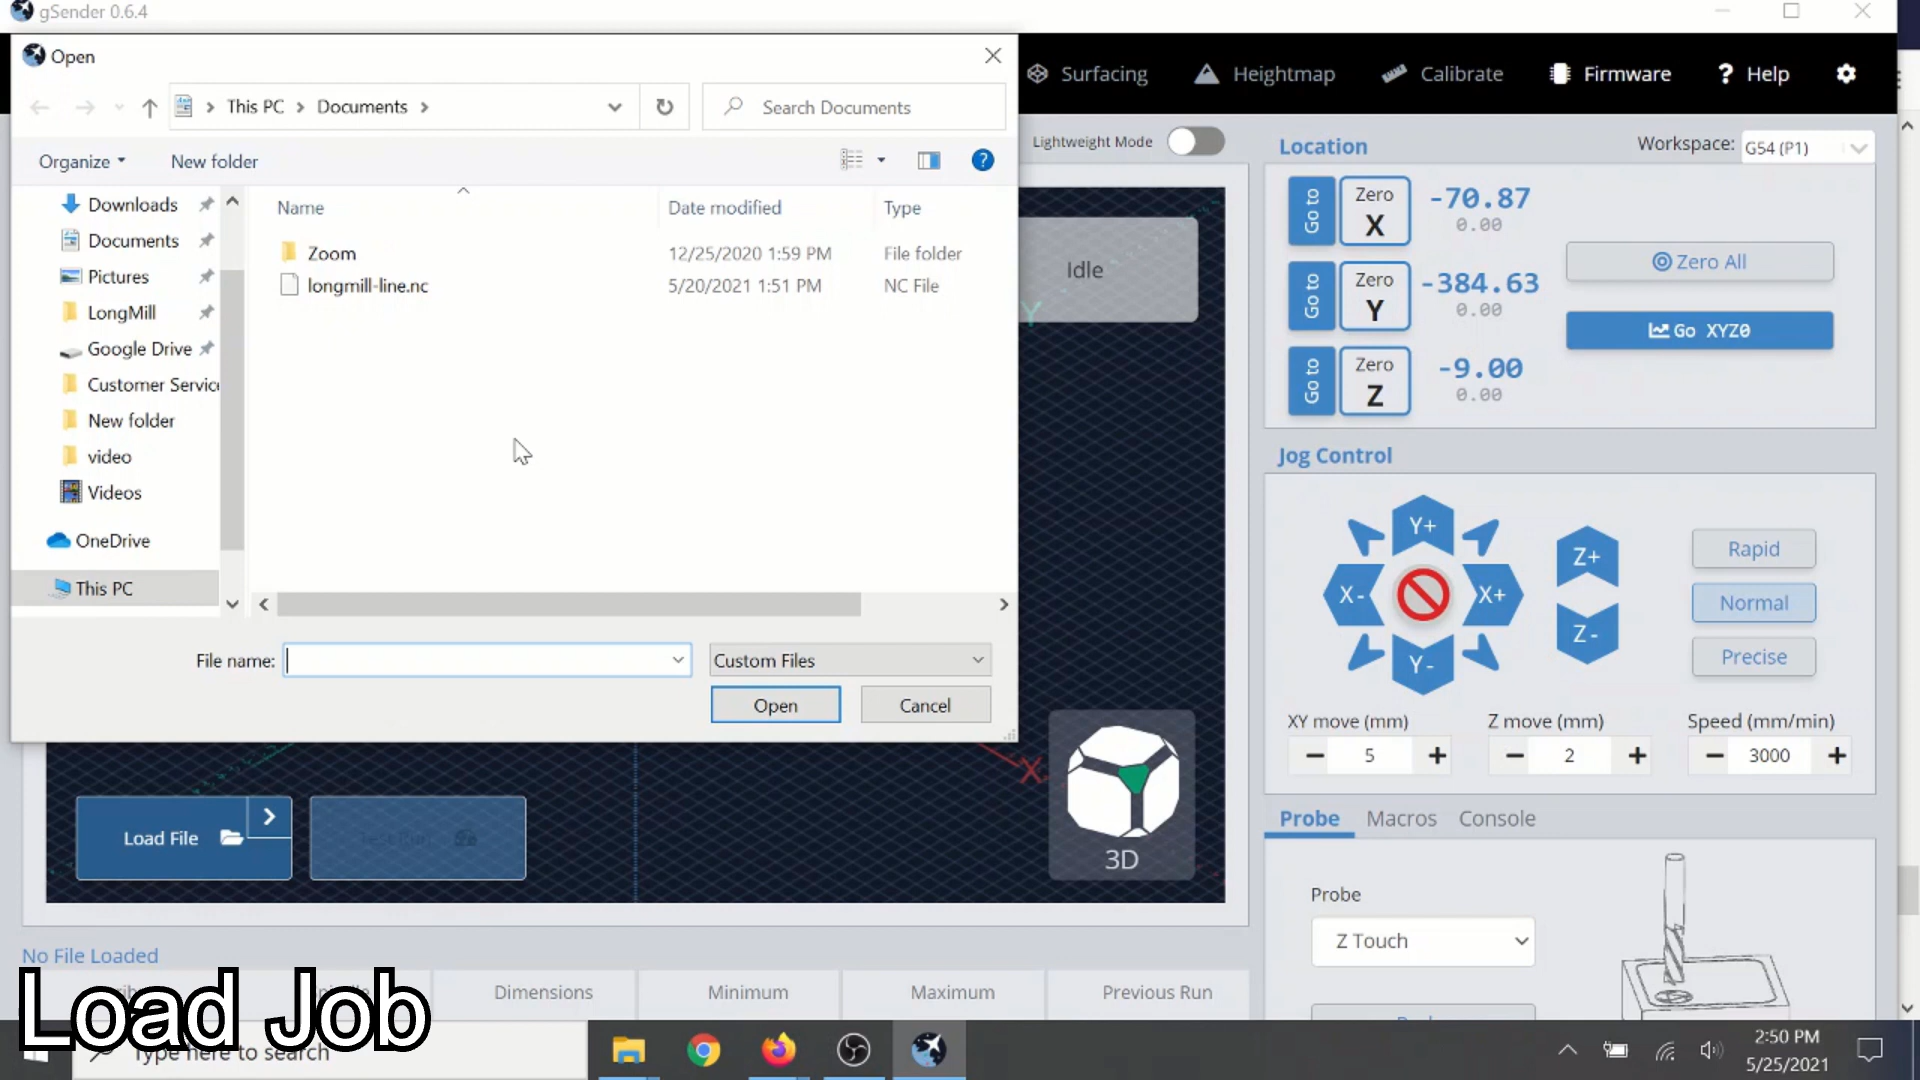 gSender 0.6.4
Open
Surfacing
Heightmap
Calibrate
Firmware
? Help
This PC > Documents >
Search Documents
Organize
New folder
Lightweight Mode
Location
Workspace:
G54 (P1)
Downloads
Documents
Pictures
LongMill
Google Drive
Customer Servic
New folder
video
Videos
OneDrive
This PC
Name
Date modified
Type
Zoom
12/25/2020 1:59 PM
File folder
longmill-line.nc
5/20/2021 1:51 PM
NC File
Idle
Y
Go to
Zero
X
-70.87
0.00
Go to
Zero
Y
-384.63
0.00
Go to
Zero
Z
-9.00
0.00
Zero All
Go XYZ0
Jog Control
Y+
X-
X+
Y-
Z+
Z-
Rapid
Normal
Precise
File name:
Custom Files
Open
Cancel
XY move (mm)
Z move (mm)
Speed (mm/min)
5
2
3000
X
Load File
Test Run
3D
Probe
Macros
Console
Probe
Z Touch
No File Loaded
Dimensions
Minimum
Maximum
Previous Run
Load Job
Type here to search
2:50 PM
5/25/2021